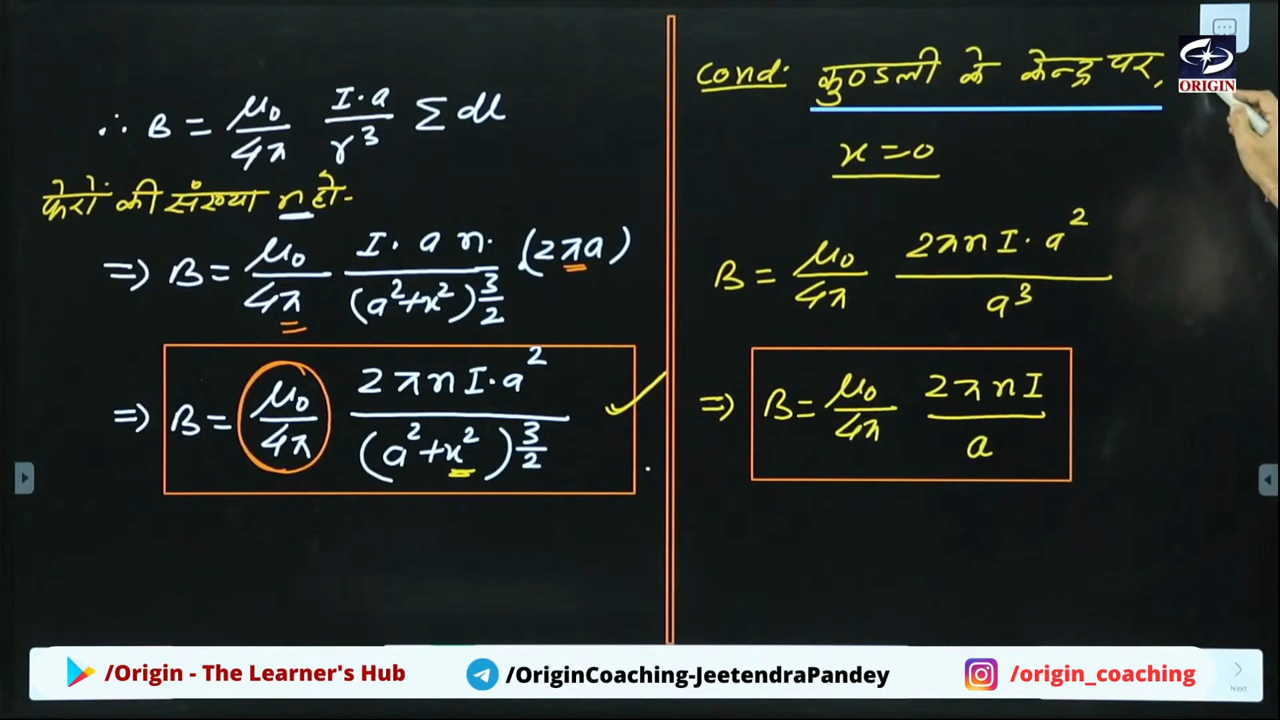 ∴ B = μ₀/4π I·a/r³ Σ dl
फेरों की संख्या n हो-
=> B = μ₀/4π I· a n·/(a²+x²)^3/2 ·(2πa)
=> B = μ₀/4π 2πnI·a²/(a²+x²)^3/2
Cond: कुण्डली के केन्द्र पर,
x=0
B = μ₀/4π 2πnI·a²/a³
=> B = μ₀/4π 2πnI/a
ORIGIN
/Origin - The Learner's Hub
/OriginCoaching-JeetendraPandey
/origin_coaching
Next